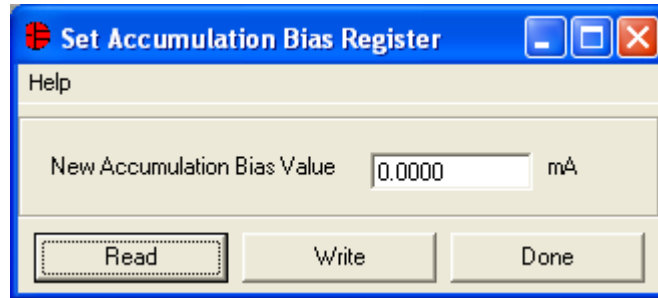 Set Accumulation Bias Register
Help
New Accumulation Bias Value 0.0000 mA
Read Write Done